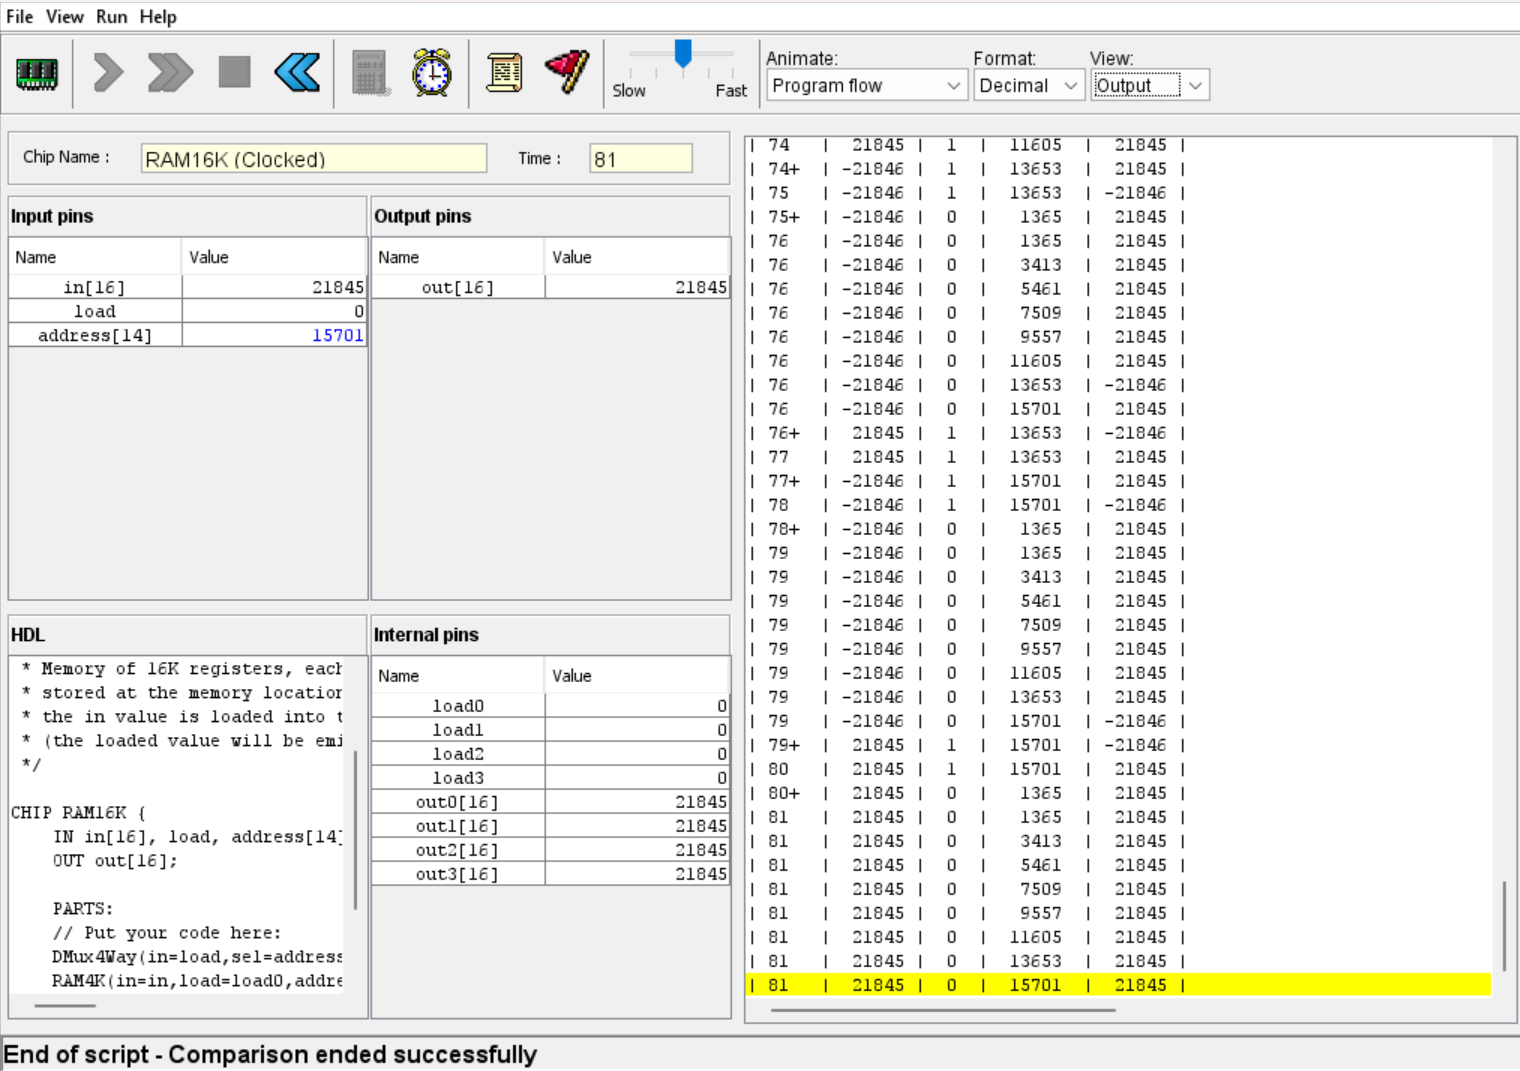 File View Run Help
Animate: Format: View:
Slow Fast Program flow Decimal Output
Chip Name : RAM16K (Clocked) Time : 81
Input pins
Name Value
in[16] 21845
load 0
address[14] 15701
Output pins
Name Value
out[16] 21845
HDL
* Memory of 16K registers, each
* stored at the memory location
* the in value is loaded into t
* (the loaded value will be emi
*/
CHIP RAM16K {
IN in[16], load, address[14]
OUT out[16];
PARTS:
// Put your code here:
DMux4Way(in=load,sel=address
RAM4K(in=in,load=load0,addre
Internal pins
Name Value
load0 0
load1 0
load2 0
load3 0
out0[16] 21845
out1[16] 21845
out2[16] 21845
out3[16] 21845
| 74 | 21845 | 1 | 11605 | 21845 |
| 74+ | -21846 | 1 | 13653 | 21845 |
| 75 | -21846 | 1 | 13653 | -21846 |
| 75+ | -21846 | 0 | 1365 | 21845 |
| 76 | -21846 | 0 | 1365 | 21845 |
| 76 | -21846 | 0 | 3413 | 21845 |
| 76 | -21846 | 0 | 5461 | 21845 |
| 76 | -21846 | 0 | 7509 | 21845 |
| 76 | -21846 | 0 | 9557 | 21845 |
| 76 | -21846 | 0 | 11605 | 21845 |
| 76 | -21846 | 0 | 13653 | -21846 |
| 76 | -21846 | 0 | 15701 | 21845 |
| 76+ | 21845 | 1 | 13653 | -21846 |
| 77 | 21845 | 1 | 13653 | 21845 |
| 77+ | -21846 | 1 | 15701 | 21845 |
| 78 | -21846 | 1 | 15701 | -21846 |
| 78+ | -21846 | 0 | 1365 | 21845 |
| 79 | -21846 | 0 | 1365 | 21845 |
| 79 | -21846 | 0 | 3413 | 21845 |
| 79 | -21846 | 0 | 5461 | 21845 |
| 79 | -21846 | 0 | 7509 | 21845 |
| 79 | -21846 | 0 | 9557 | 21845 |
| 79 | -21846 | 0 | 11605 | 21845 |
| 79 | -21846 | 0 | 13653 | 21845 |
| 79 | -21846 | 0 | 15701 | -21846 |
| 79+ | 21845 | 1 | 15701 | -21846 |
| 80 | 21845 | 1 | 15701 | 21845 |
| 80+ | 21845 | 0 | 1365 | 21845 |
| 81 | 21845 | 0 | 1365 | 21845 |
| 81 | 21845 | 0 | 3413 | 21845 |
| 81 | 21845 | 0 | 5461 | 21845 |
| 81 | 21845 | 0 | 7509 | 21845 |
| 81 | 21845 | 0 | 9557 | 21845 |
| 81 | 21845 | 0 | 11605 | 21845 |
| 81 | 21845 | 0 | 13653 | 21845 |
| 81 | 21845 | 0 | 15701 | 21845 |
End of script - Comparison ended successfully